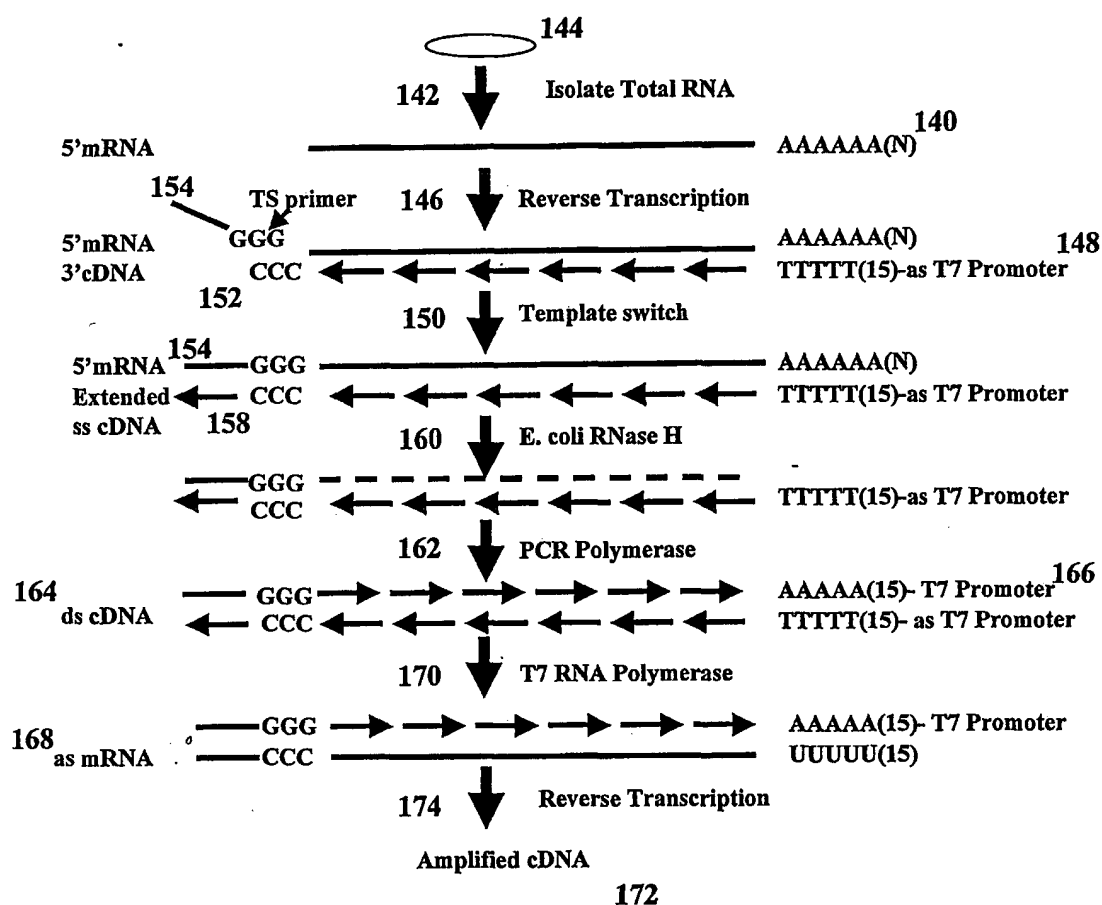 144
142 Isolate Total RNA
140
5'mRNA AAAAAA(N)
154 TS primer 146 Reverse Transcription
GGG
5'mRNA AAAAAA(N)
148
3'cDNA CCC TTTTT(15)-as T7 Promoter
152
150 Template switch
154
5'mRNA GGG AAAAAA(N)
Extended CCC TTTTT(15)-as T7 Promoter
ss cDNA 158
160 E. coli RNase H
GGG
CCC TTTTT(15)-as T7 Promoter
162 PCR Polymerase
164 166
GGG AAAAA(15)- T7 Promoter
ds cDNA CCC TTTTT(15)- as T7 Promoter
170 T7 RNA Polymerase
GGG AAAAA(15)- T7 Promoter
168 as mRNA CCC UUUUU(15)
174 Reverse Transcription
Amplified cDNA
172